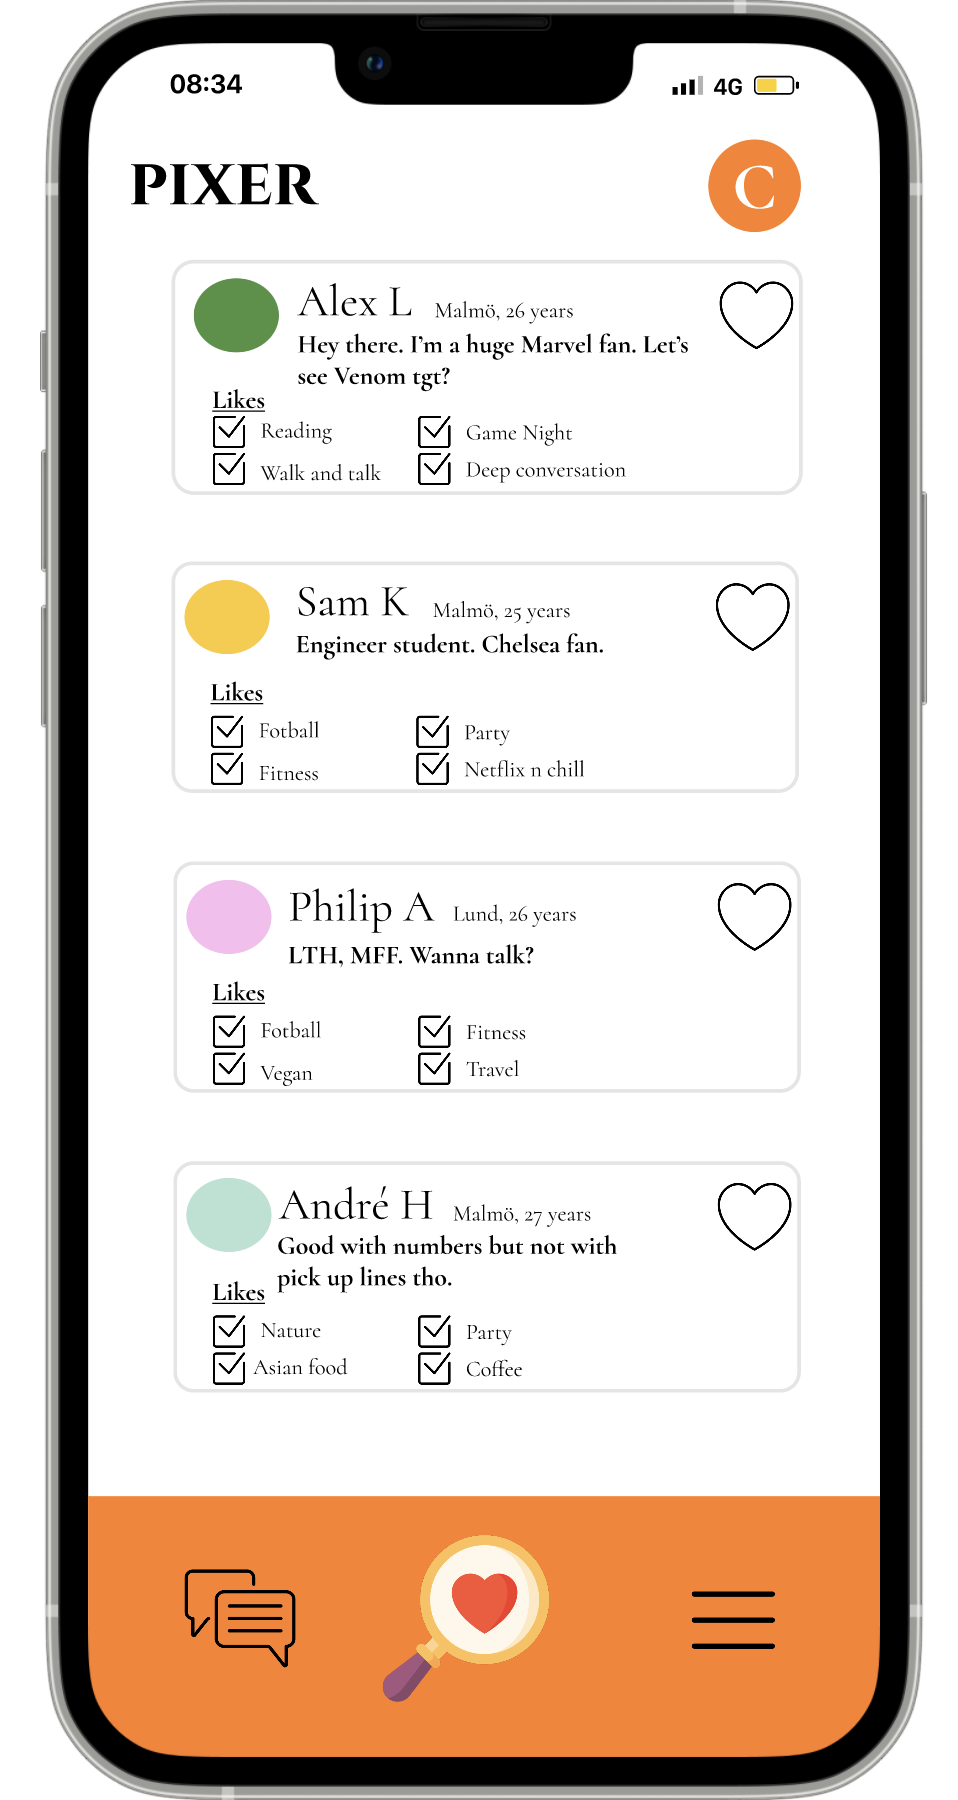 08:34
4G
PIXER
C
Alex L Malmö, 26 years
Hey there. I'm a huge Marvel fan. Let's
see Venom tgt?
Likes
Reading Game Night
Walk and talk Deep conversation
Sam K Malmö, 25 years
Engineer student. Chelsea fan.
Likes
Fotball Party
Fitness Netflix n chill
Philip A Lund, 26 years
LTH, MFF. Wanna talk?
Likes
Fotball Fitness
Vegan Travel
André H Malmö, 27 years
Good with numbers but not with
pick up lines tho.
Likes
Nature Party
Asian food Coffee